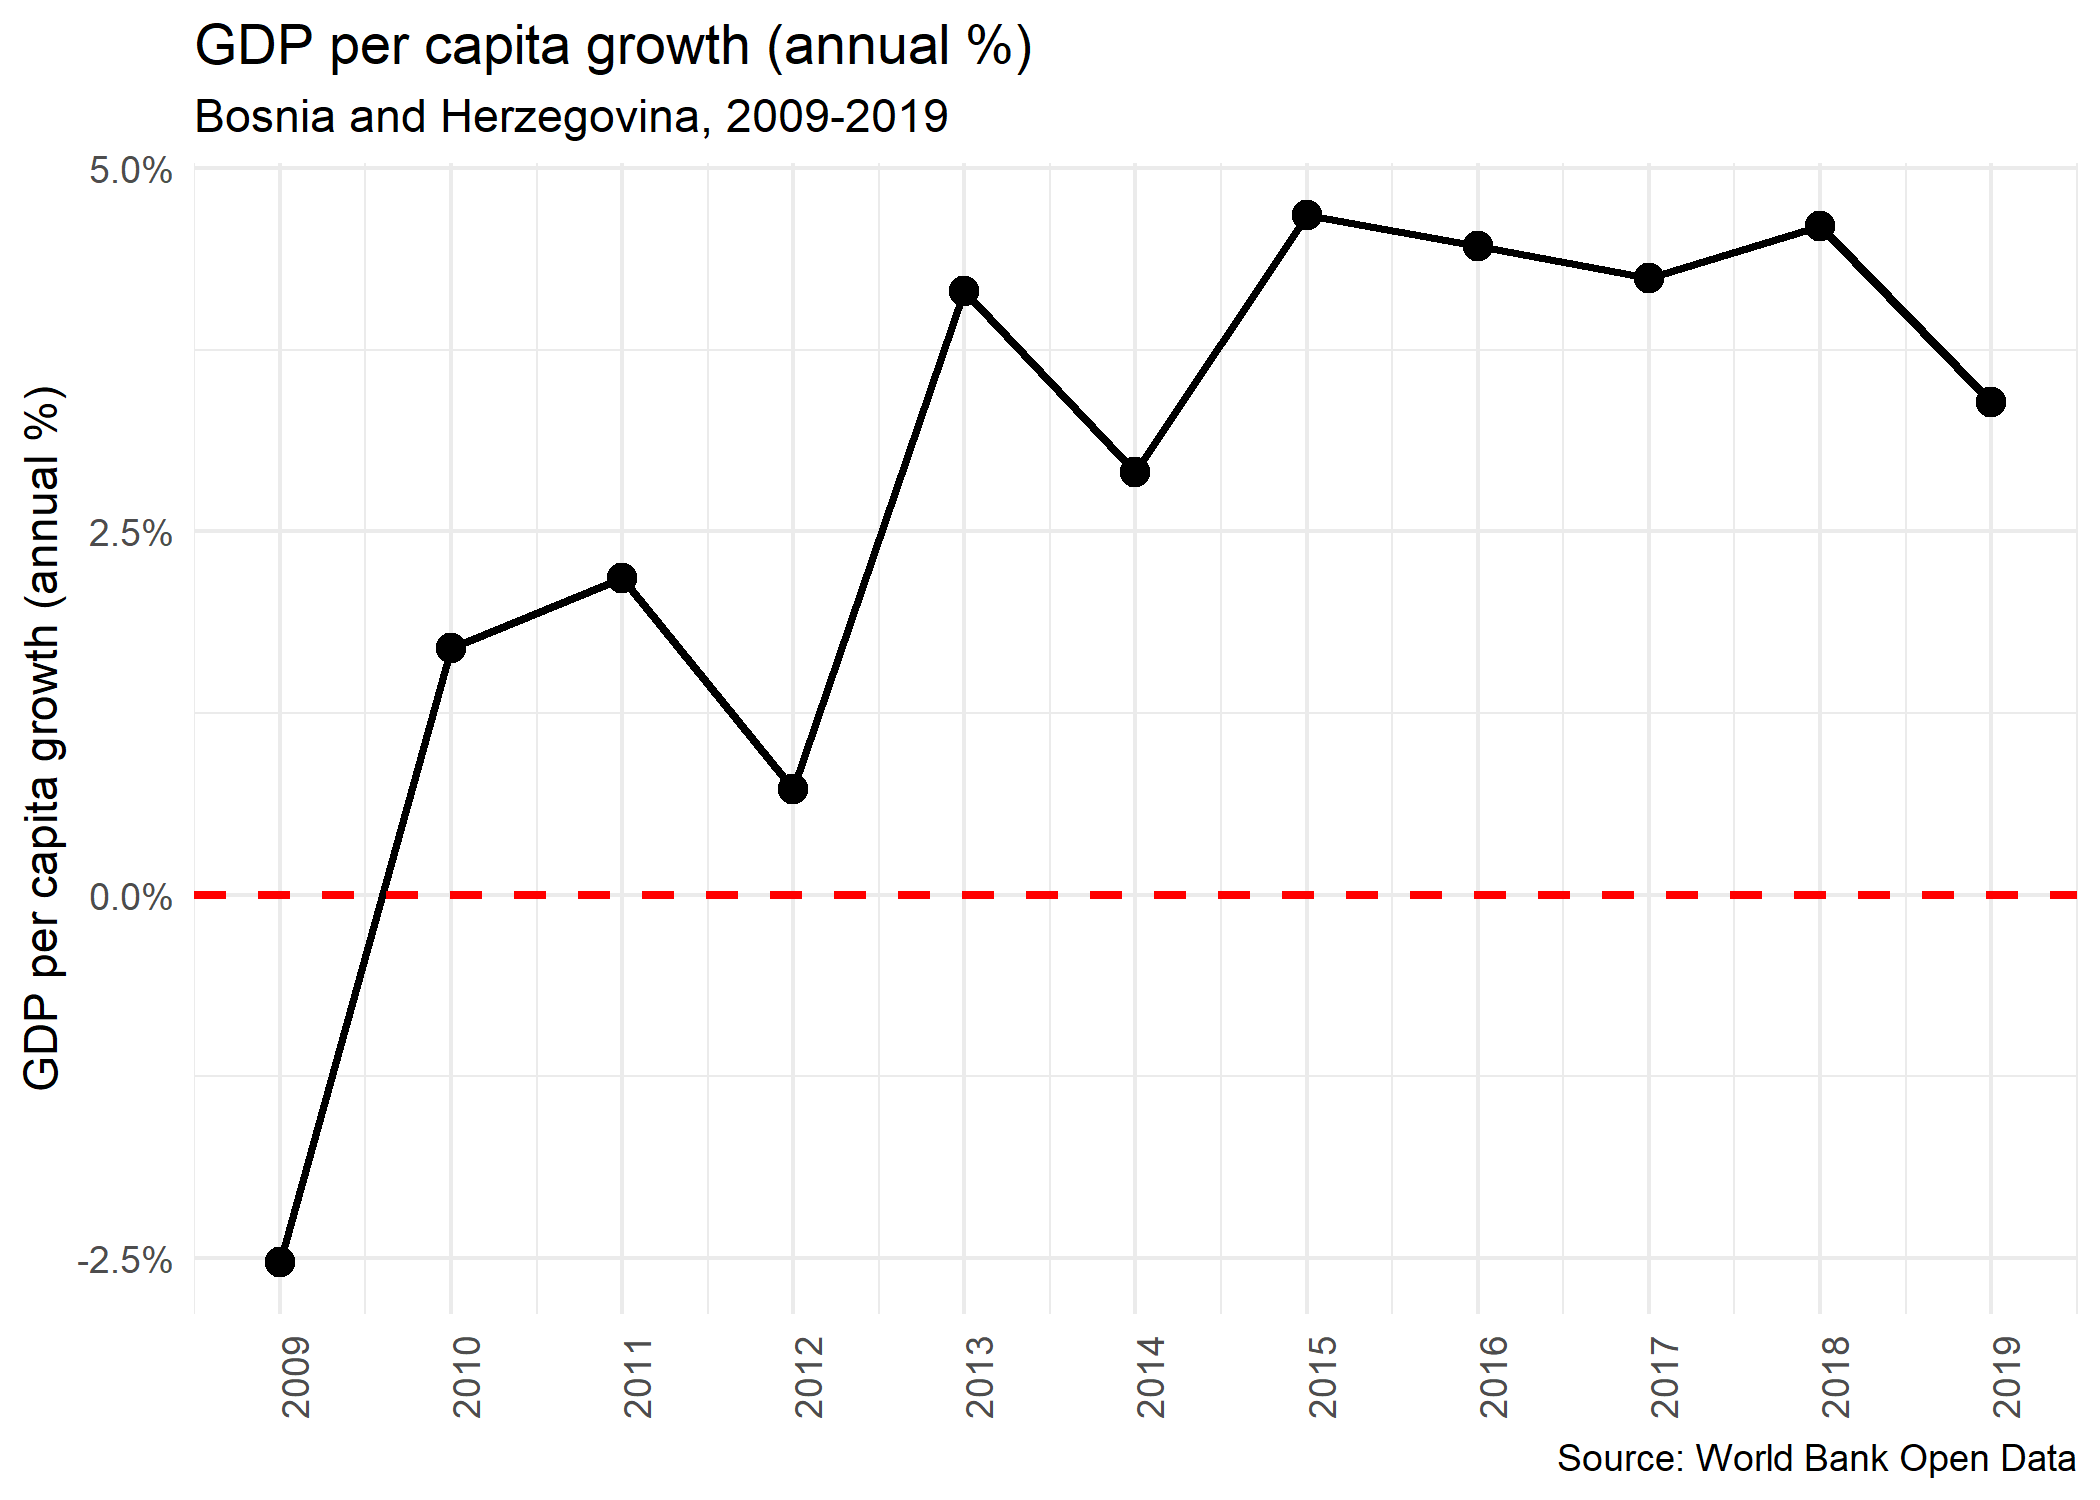 GDP per capita growth (annual %)
Bosnia and Herzegovina, 2009-2019
GDP per capita growth (annual %)
5.0%
2.5%
0.0%
-2.5%
2009 2010 2011 2012 2013 2014 2015 2016 2017 2018 2019
Source: World Bank Open Data